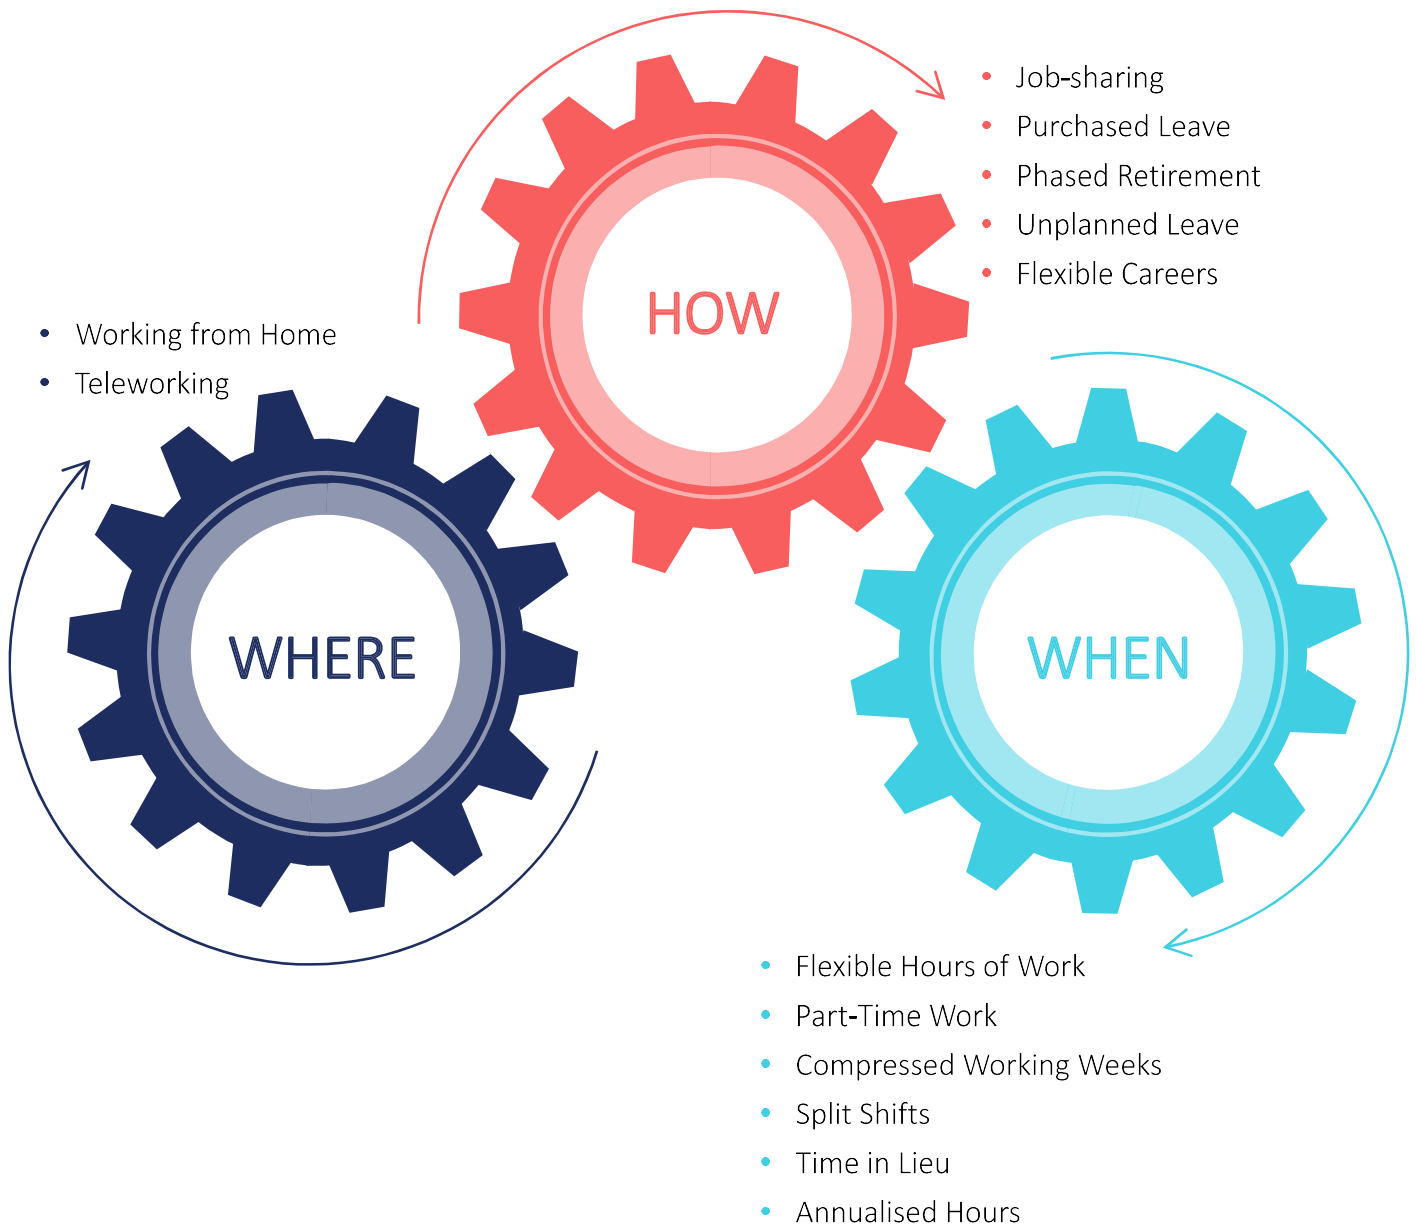 HOW
• Job-sharing
• Purchased Leave
• Phased Retirement
• Unplanned Leave
• Flexible Careers
• Working from Home
• Teleworking
WHERE
WHEN
• Flexible Hours of Work
• Part-Time Work
• Compressed Working Weeks
• Split Shifts
• Time in Lieu
• Annualised Hours